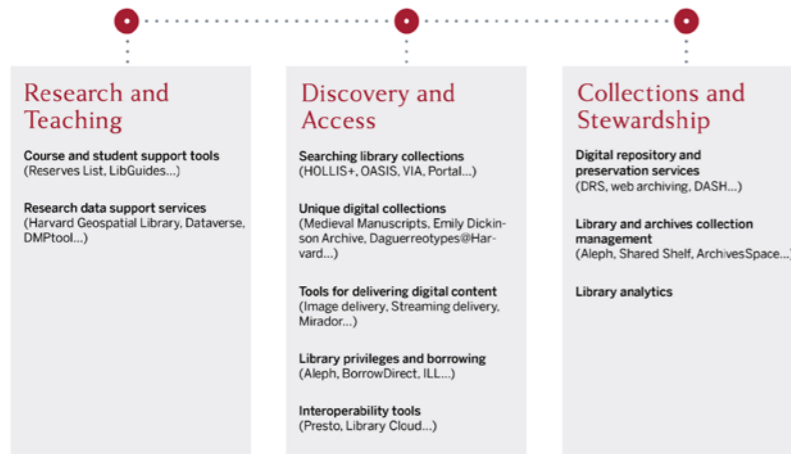 Research and
Teaching
Course and student support tools
(Reserves List, LibGuides...)
Research data support services
(Harvard Geospatial Library, Dataverse,
DMPtool...)
Discovery and
Access
Searching library collections
(HOLLIS+, OASIS, VIA, Portal...)
Unique digital collections
(Medieval Manuscripts, Emily Dickin-
son Archive, Daguerreotypes@Har-
vard...)
Tools for delivering digital content
(Image delivery, Streaming delivery,
Mirador...)
Library privileges and borrowing
(Aleph, BorrowDirect, ILL...)
Interoperability tools
(Presto, Library Cloud...)
Collections and
Stewardship
Digital repository and
preservation services
(DRS, web archiving, DASH...)
Library and archives collection
management
(Aleph, Shared Shelf, ArchivesSpace...)
Library analytics